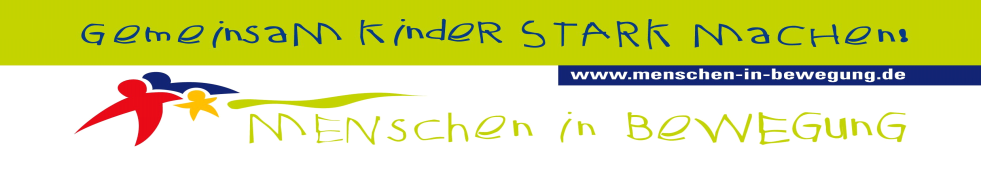 Gemeinsam Kinder STARK machen!
www.menschen-in-bewegung.de
MENschen in BeWEGunG